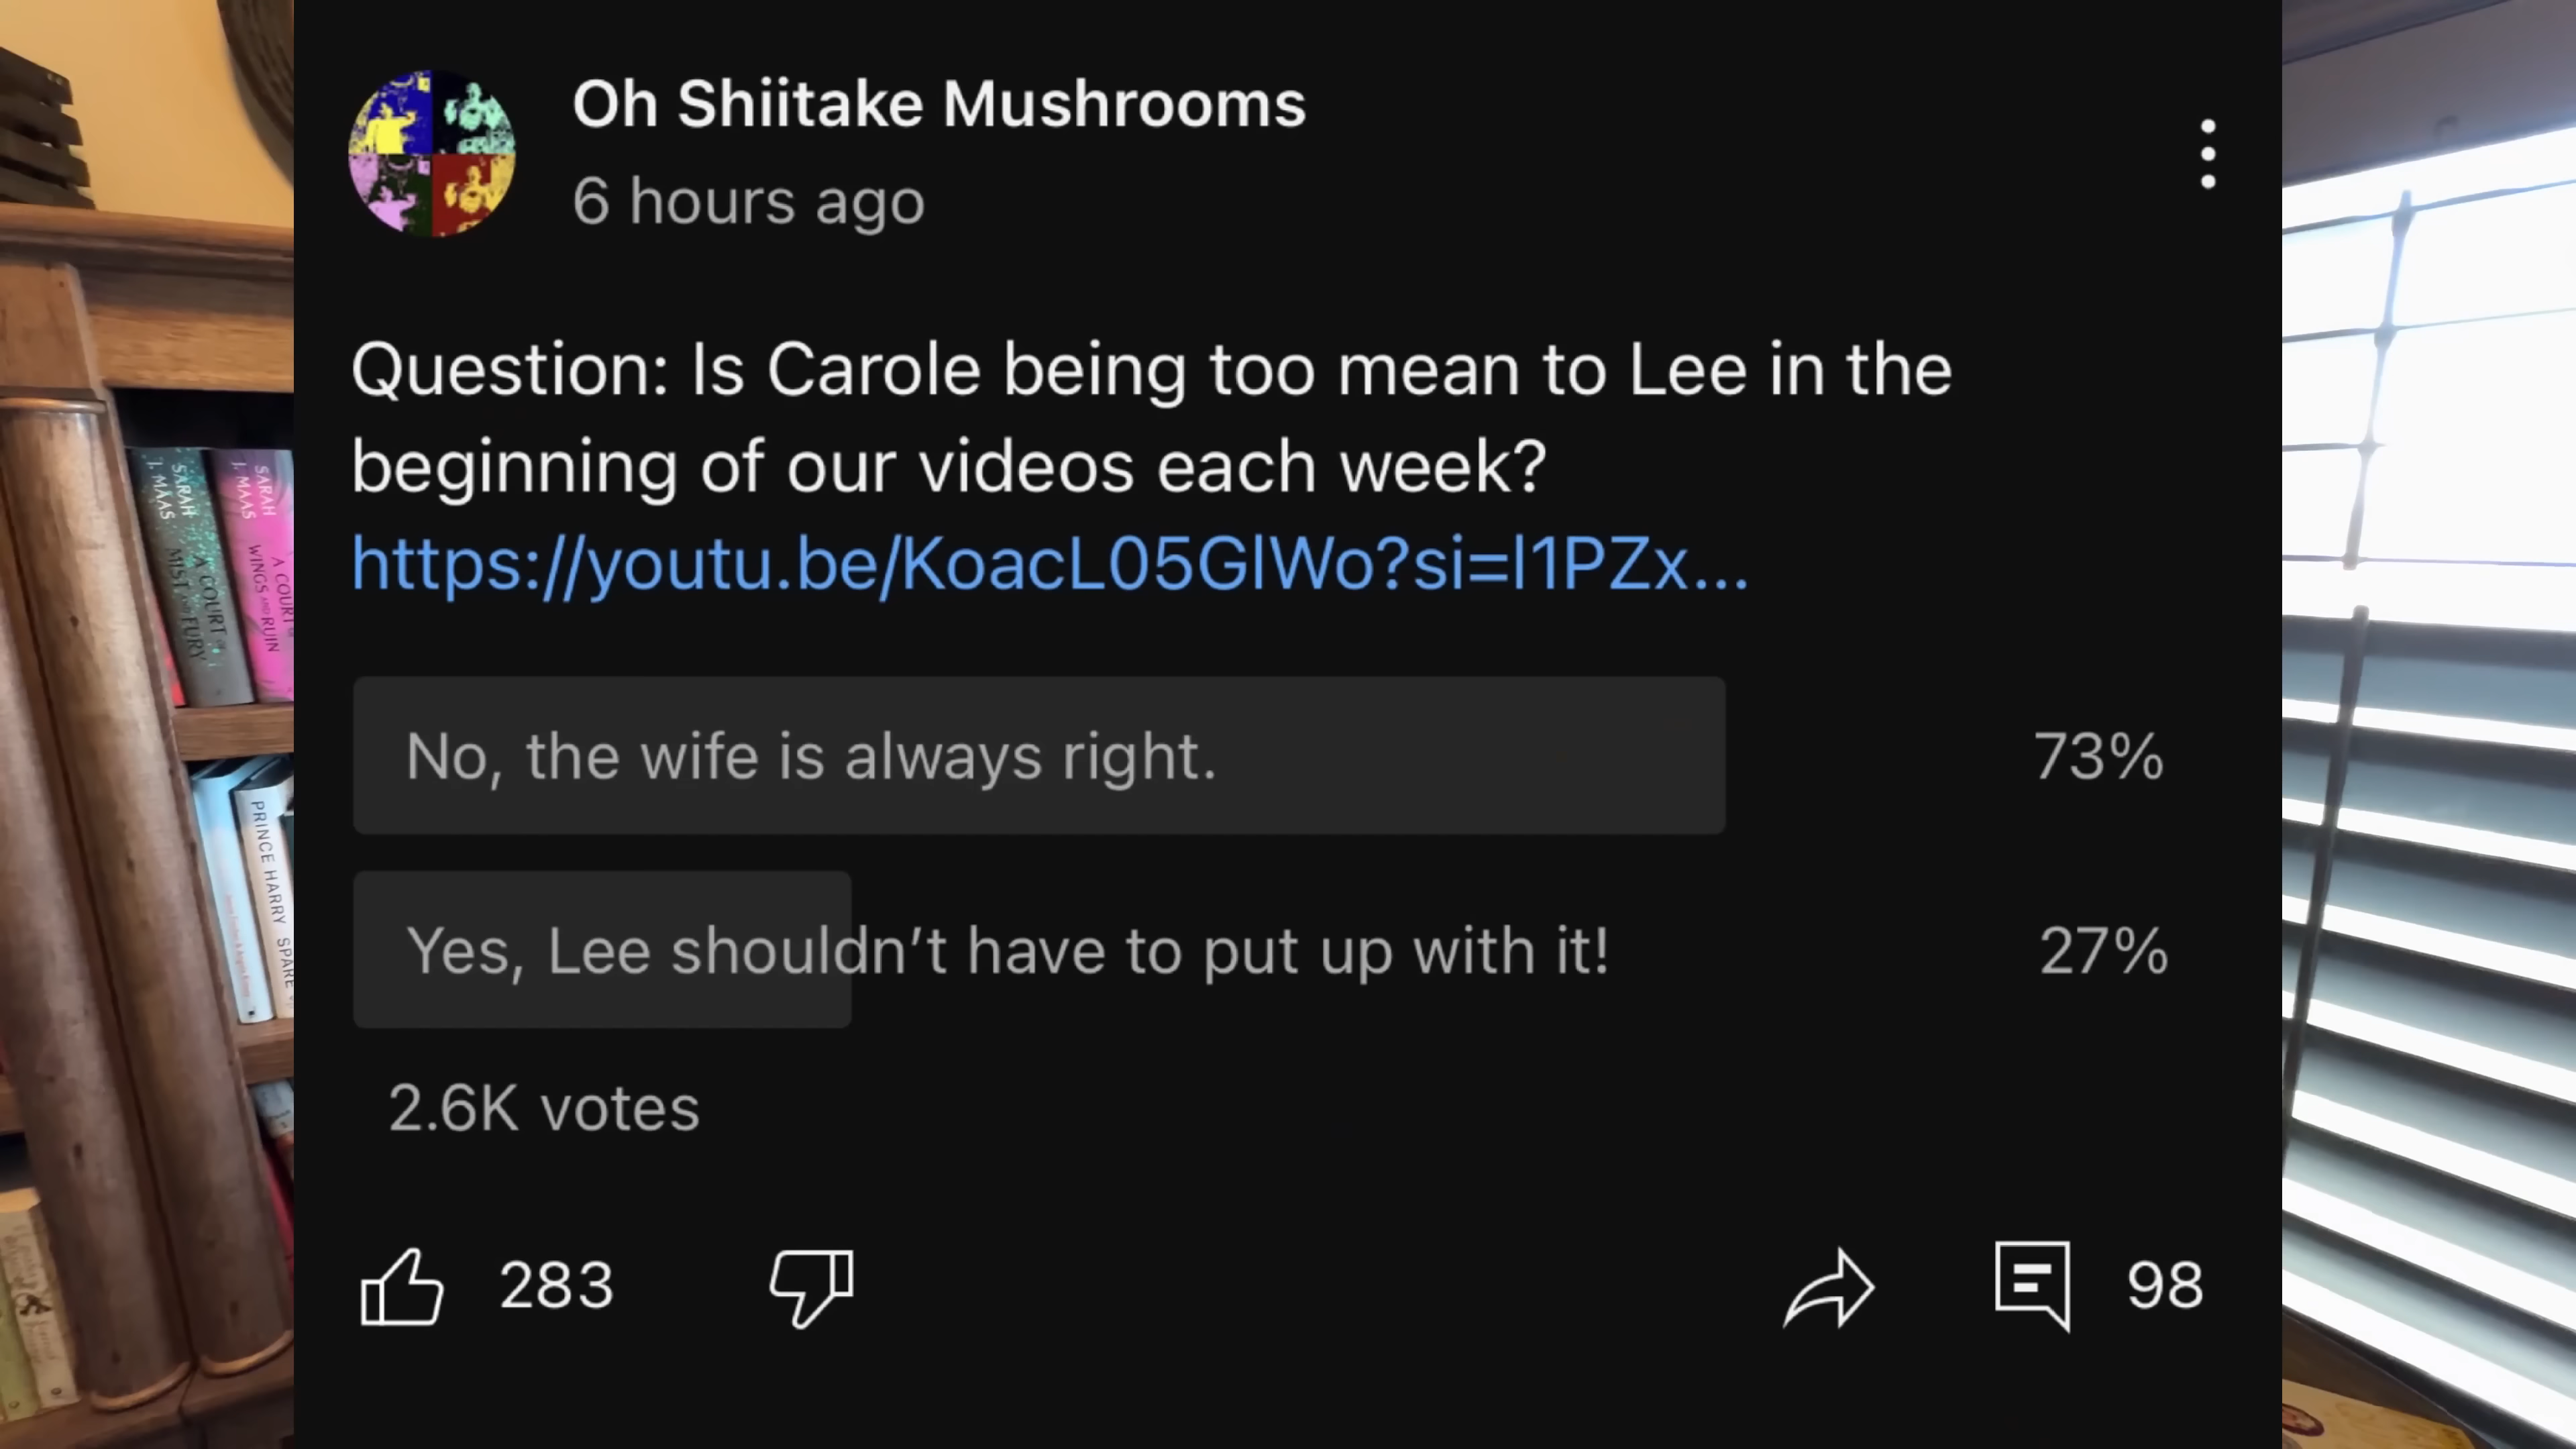 Oh Shiitake Mushrooms
6 hours ago
Question: Is Carole being too mean to Lee in the
beginning of our videos each week?
https://youtu.be/KoacL05GlWo?si=l1PZx...
No, the wife is always right.
73%
Yes, Lee shouldn’t have to put up with it!
27%
2.6K votes
283
98
SARAH
J. MAAS
A COURT OF
MIST AND FURY
SARAH
J. MAAS
A COURT OF
WINGS AND RUIN
PRINCE HARRY
SPARE